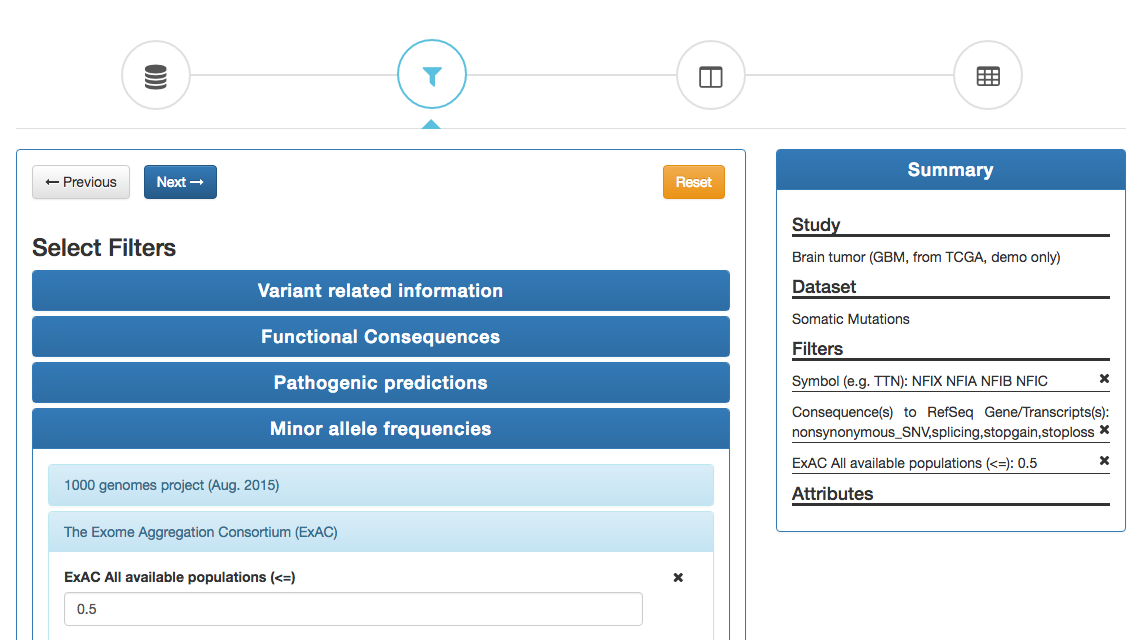 ← Previous
Next →
Reset
Select Filters
Variant related information
Functional Consequences
Pathogenic predictions
Minor allele frequencies
1000 genomes project (Aug. 2015)
The Exome Aggregation Consortium (ExAC)
ExAC All available populations (<=)
0.5
Summary
Study
Brain tumor (GBM, from TCGA, demo only)
Dataset
Somatic Mutations
Filters
Symbol (e.g. TTN): NFIX NFIA NFIB NFIC
Consequence(s) to RefSeq Gene/Transcripts(s):
nonsynonymous_SNV,splicing,stopgain,stoploss
ExAC All available populations (<=): 0.5
Attributes